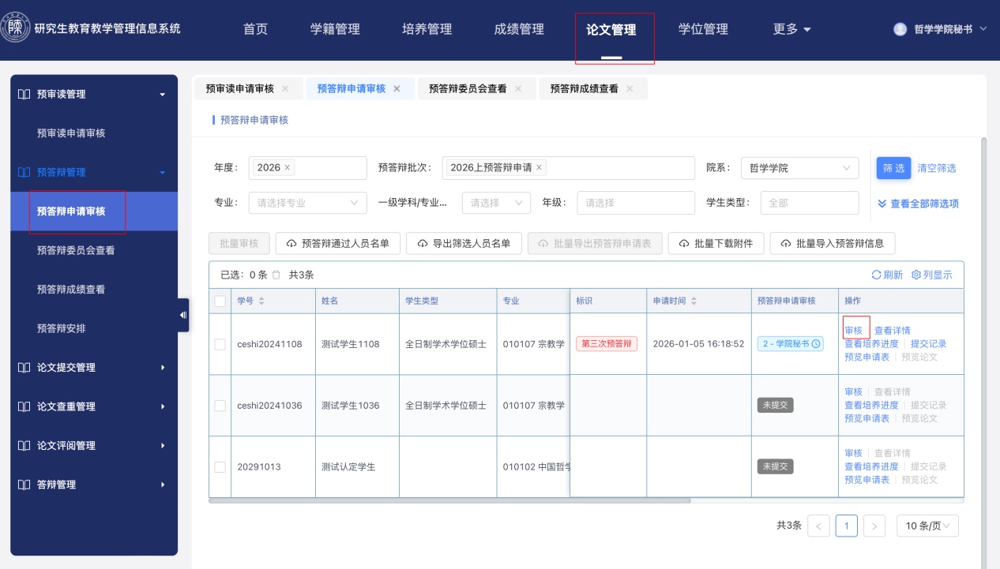 研究生教育教学管理信息系统 首页 学籍管理 培养管理 成绩管理 论文管理 学位管理 更多 哲学学院秘书
预审读管理
预审读申请审核
预答辩管理
预答辩申请审核
预答辩委员会查看
预答辩成绩查看
预答辩安排
论文提交管理
论文查重管理
论文评阅管理
答辩管理
预审读申请审核 × 预答辩申请审核 × 预答辩委员会查看 × 预答辩成绩查看 ×
预答辩申请审核
年度： 2026 × 预答辩批次： 2026上预答辩申请 × 院系： 哲学学院 筛 选 清空筛选
专业： 请选择专业 一级学科/专业... 请选择 年级： 请选择 学生类型： 全部 查看全部筛选项
批量审核 预答辩通过人员名单 导出筛选人员名单 批量导出预答辩申请表 批量下载附件 批量导入预答辩信息
已选： 0 条 共3条 刷新 列显示
学号 姓名 学生类型 专业 标识 申请时间 预答辩申请审核 操作
ceshi20241108 测试学生1108 全日制学术学位硕士 010107 宗教学 第三次预答辩 2026-01-05 16:18:52 2 - 学院秘书 审核 查看详情
查看培养进度 提交记录
预览申请表 预览论文
ceshi20241036 测试学生1036 全日制学术学位硕士 010107 宗教学 未提交 审核 查看详情
查看培养进度 提交记录
预览申请表 预览论文
20291013 测试认定学生 010102 中国哲学 未提交 审核 查看详情
查看培养进度 提交记录
预览申请表 预览论文
共3条 < 1 > 10 条/页